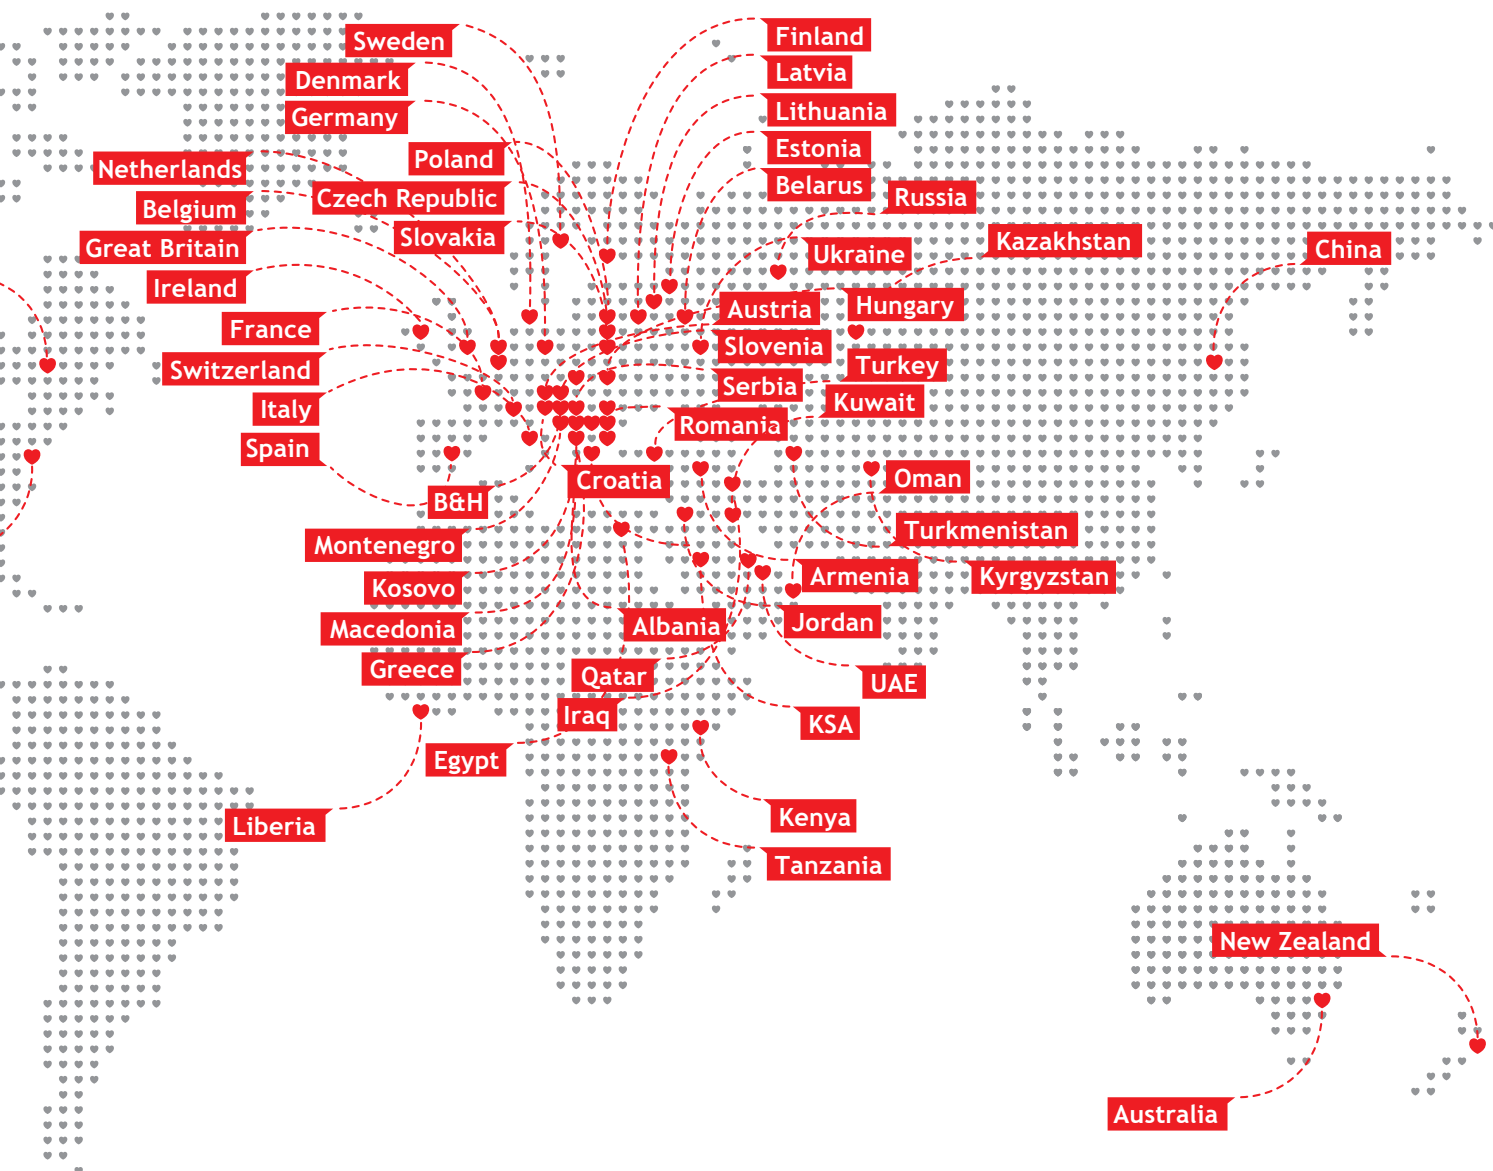 Sweden
Finland
Denmark
Latvia
Germany
Lithuania
Poland
Estonia
Netherlands
Czech Republic
Belarus
Belgium
Russia
Slovakia
Great Britain
Ukraine
Kazakhstan
China
Ireland
Austria
Hungary
France
Slovenia
Switzerland
Turkey
Serbia
Italy
Kuwait
Romania
Spain
Croatia
Oman
B&H
Turkmenistan
Montenegro
Armenia
Kyrgyzstan
Kosovo
Macedonia
Albania
Jordan
Greece
Qatar
UAE
Iraq
KSA
Egypt
Kenya
Liberia
Tanzania
New Zealand
Australia